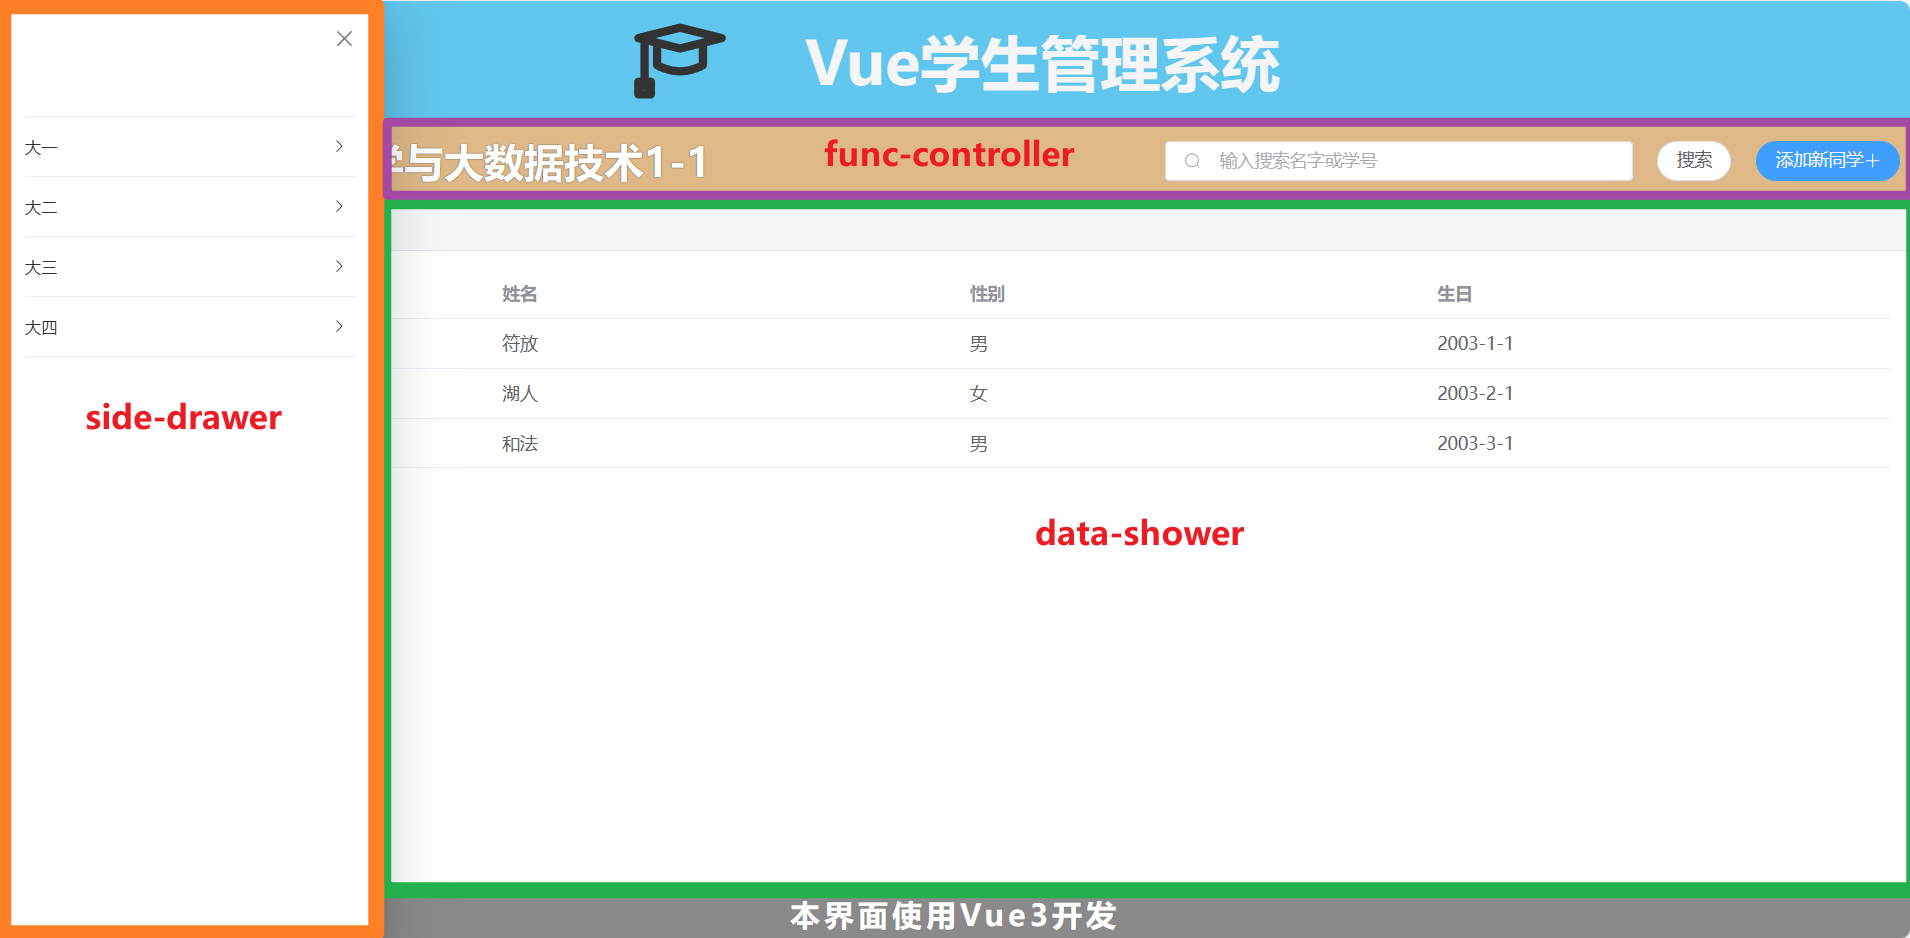 Vue学生管理系统
与大数据技术1-1
func-controller
输入搜索名字或学号
搜索
添加新同学+
大一
大二
大三
大四
side-drawer
姓名 性别 生日
符放 男 2003-1-1
湖人 女 2003-2-1
和法 男 2003-3-1
data-shower
本界面使用Vue3开发